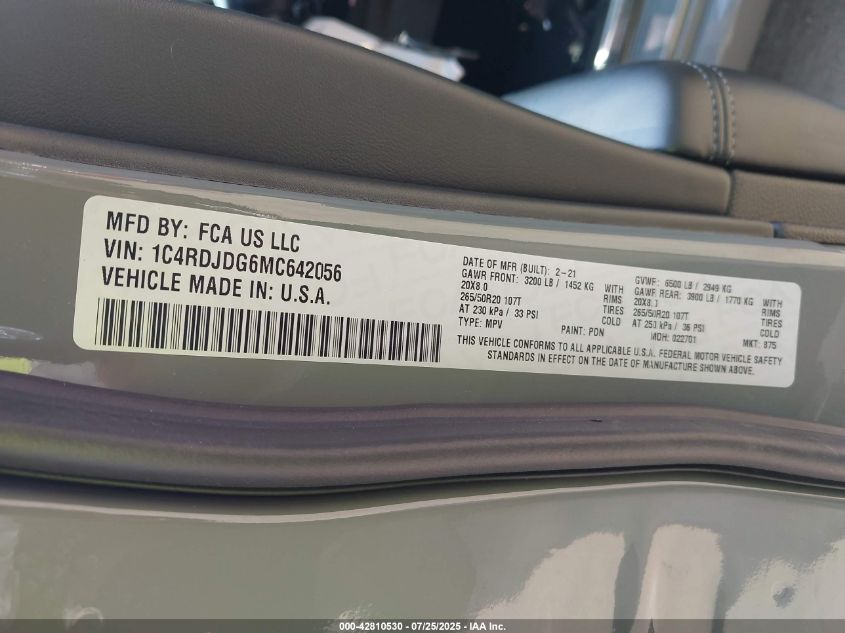 MFD BY: FCA US LLC
VIN: 1C4RDJDG6MC642056
VEHICLE MADE IN: U.S.A.
DATE OF MFR (BUILT): 2-21
GAWR FRONT: 3200 LB / 1452 KG WITH
20X8.0 RIMS
265/50R20 107T TIRES
AT 230 kPa / 33 PSI COLD
TYPE: MPV PAINT: PDN
GVWR: 6500 LB / 2949 KG
GAWR REAR: 3900 LB / 1770 KG WITH
20X8.0 RIMS
265/50R20 107T TIRES
AT 250 kPa / 36 PSI COLD
MDH: 022701 MKT: 875
THIS VEHICLE CONFORMS TO ALL APPLICABLE U.S.A. FEDERAL MOTOR VEHICLE SAFETY
STANDARDS IN EFFECT ON THE DATE OF MANUFACTURE SHOWN ABOVE.
000-42810530 - 07/25/2025 - IAA Inc.